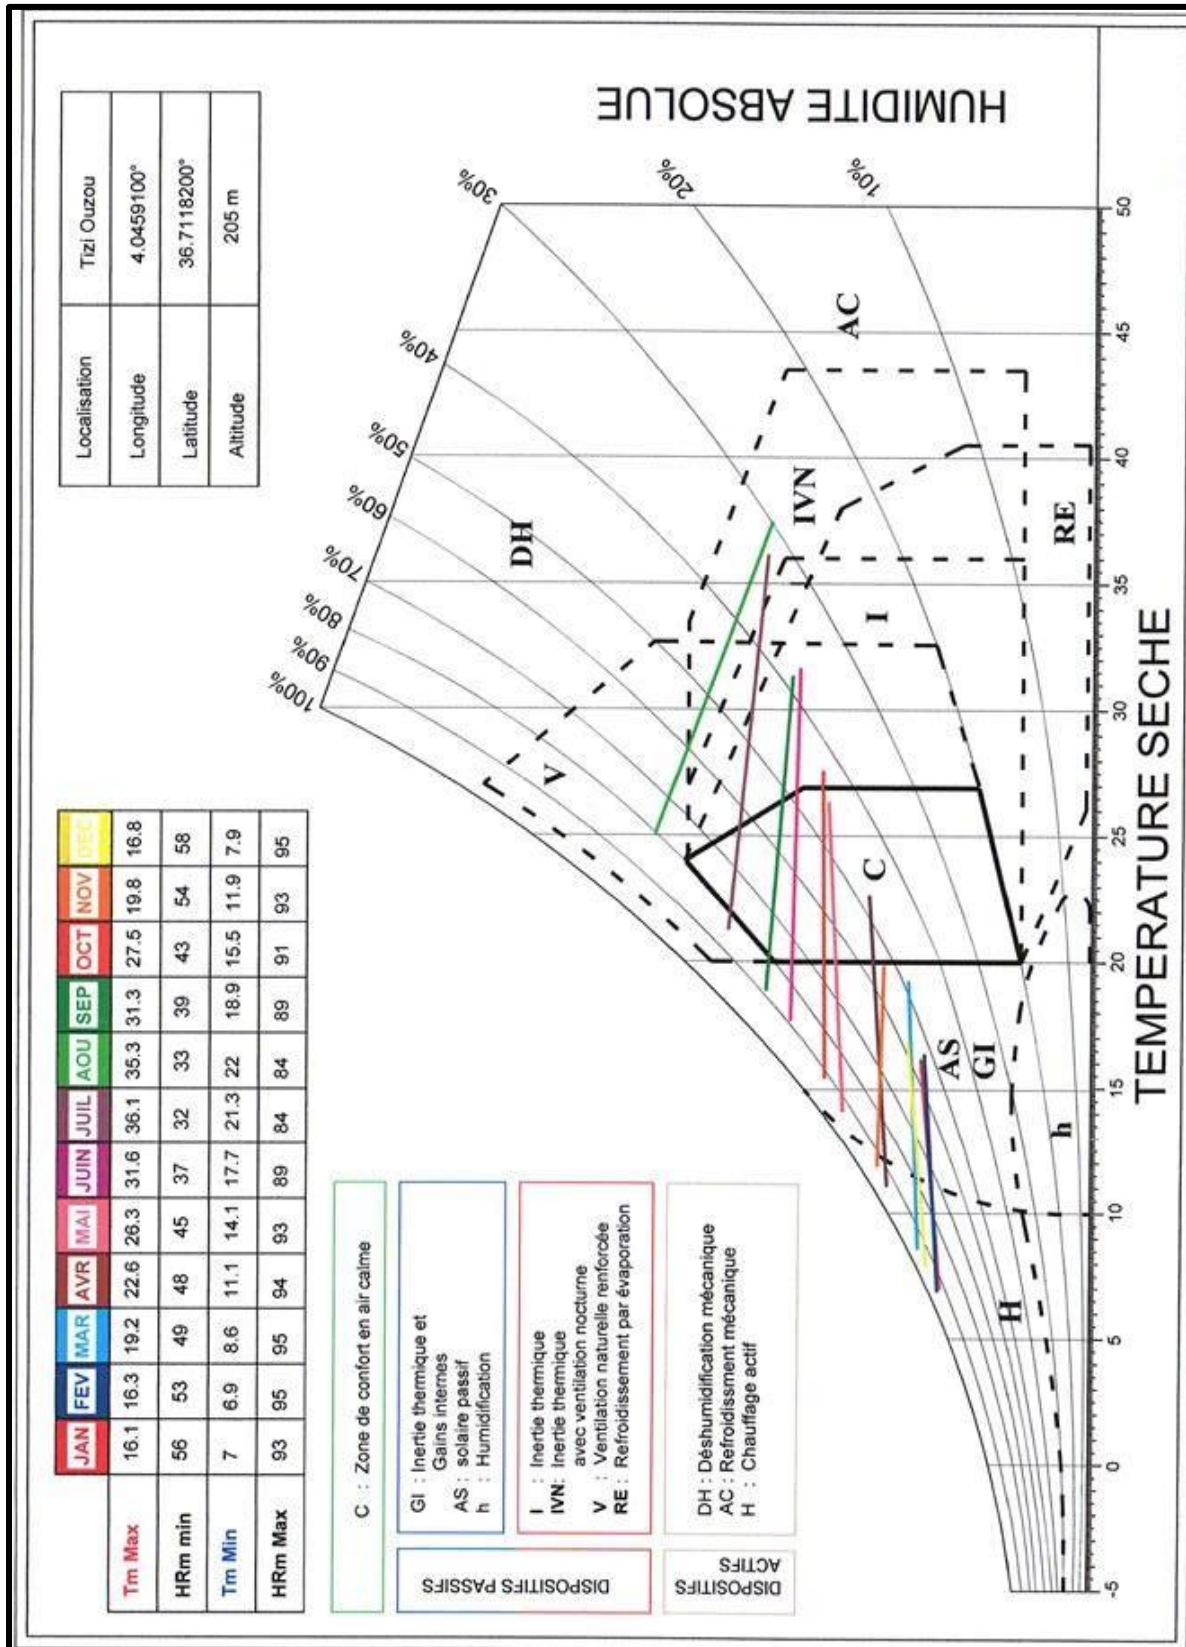 JAN FEV MAR AVR MAI JUIN JUIL AOU SEP OCT NOV DEC
Tm Max 16.1 16.3 19.2 22.6 26.3 31.6 36.1 35.3 31.3 27.5 19.8 16.8
HRm min 56 53 49 48 45 37 32 33 39 43 54 58
Tm Min 7 6.9 8.6 11.1 14.1 17.7 21.3 22 18.9 15.5 11.9 7.9
HRm Max 93 95 95 94 93 89 84 84 89 91 93 95
Localisation Tizi Ouzou
Longitude 4.0459100°
Latitude 36.7118200°
Altitude 205 m
C : Zone de confort en air calme
DISPOSITIFS PASSIFS
GI : Inertie thermique et
Gains internes
AS : solaire passif
h : Humidification
I : Inertie thermique
IVN: Inertie thermique
avec ventilation nocturne
V : Ventilation naturelle renforcée
RE : Refroidissement par évaporation
DISPOSITIFS
ACTIFS
DH : Déshumidification mécanique
AC : Refroidissment mécanique
H : Chauffage actif
100% 90% 80% 70% 60% 50% 40% 30%
20%
10%
HUMIDITE ABSOLUE
V
DH
IVN
AC
I
C
AS
GI
RE
H
h
-5 0 5 10 15 20 25 30 35 40 45 50
TEMPERATURE SECHE